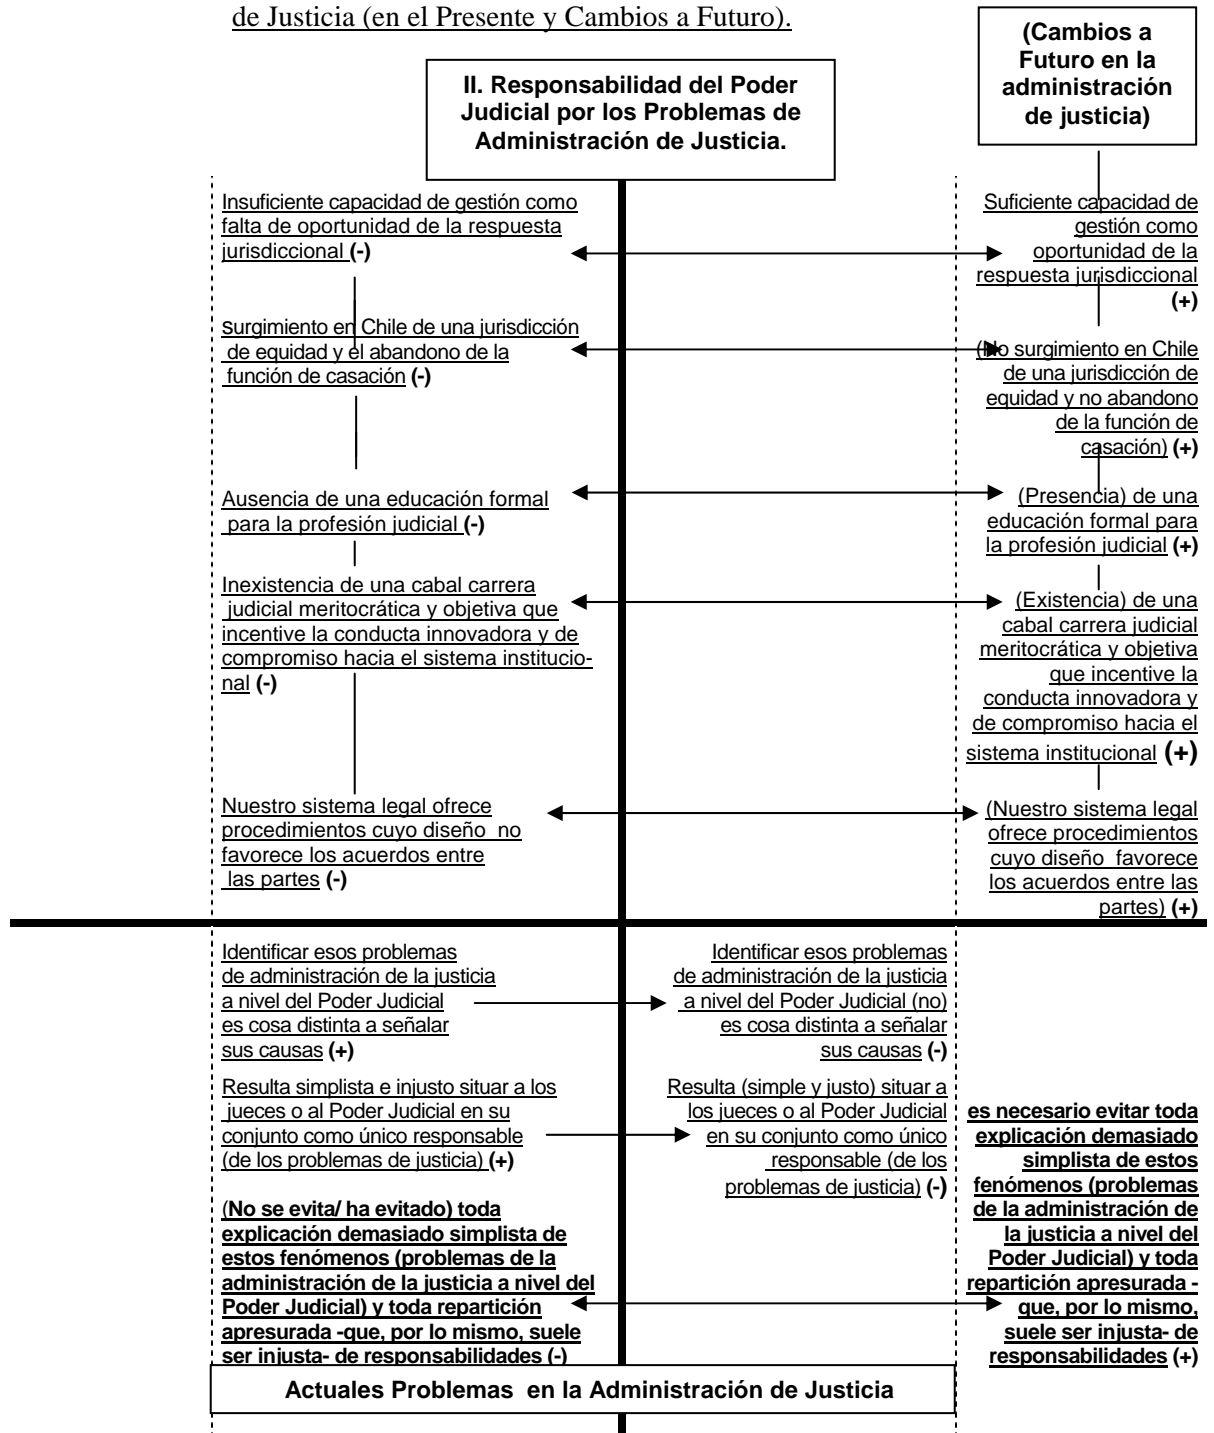 de Justicia (en el Presente y Cambios a Futuro).
(Cambios a
Futuro en la
administración
de justicia)
II. Responsabilidad del Poder
Judicial por los Problemas de
Administración de Justicia.
Insuficiente capacidad de gestión como
falta de oportunidad de la respuesta
jurisdiccional (-)
Suficiente capacidad de
gestión como
oportunidad de la
respuesta jurisdiccional
(+)
surgimiento en Chile de una jurisdicción
de equidad y el abandono de la
función de casación (-)
(No surgimiento en Chile
de una jurisdicción de
equidad y no abandono
de la función de
casación) (+)
Ausencia de una educación formal
para la profesión judicial (-)
(Presencia) de una
educación formal para
la profesión judicial (+)
Inexistencia de una cabal carrera
judicial meritocrática y objetiva que
incentive la conducta innovadora y de
compromiso hacia el sistema institucio-
nal (-)
(Existencia) de una
cabal carrera judicial
meritocrática y objetiva
que incentive la
conducta innovadora y
de compromiso hacia el
sistema institucional (+)
Nuestro sistema legal ofrece
procedimientos cuyo diseño no
favorece los acuerdos entre
las partes (-)
(Nuestro sistema legal
ofrece procedimientos
cuyo diseño favorece
los acuerdos entre las
partes) (+)
Identificar esos problemas
de administración de la justicia
a nivel del Poder Judicial
es cosa distinta a señalar
sus causas (+)
Identificar esos problemas
de administración de la justicia
a nivel del Poder Judicial (no)
es cosa distinta a señalar
sus causas (-)
Resulta simplista e injusto situar a los
jueces o al Poder Judicial en su
conjunto como único responsable
(de los problemas de justicia) (+)
Resulta (simple y justo) situar a
los jueces o al Poder Judicial
en su conjunto como único
responsable (de los
problemas de justicia) (-)
(No se evita/ ha evitado) toda
explicación demasiado simplista de
estos fenómenos (problemas de la
administración de la justicia a nivel del
Poder Judicial) y toda repartición
apresurada -que, por lo mismo, suele
ser injusta- de responsabilidades (-)
es necesario evitar toda
explicación demasiado
simplista de estos
fenómenos (problemas
de la administración de
la justicia a nivel del
Poder Judicial) y toda
repartición apresurada -
que, por lo mismo,
suele ser injusta- de
responsabilidades (+)
Actuales Problemas en la Administración de Justicia